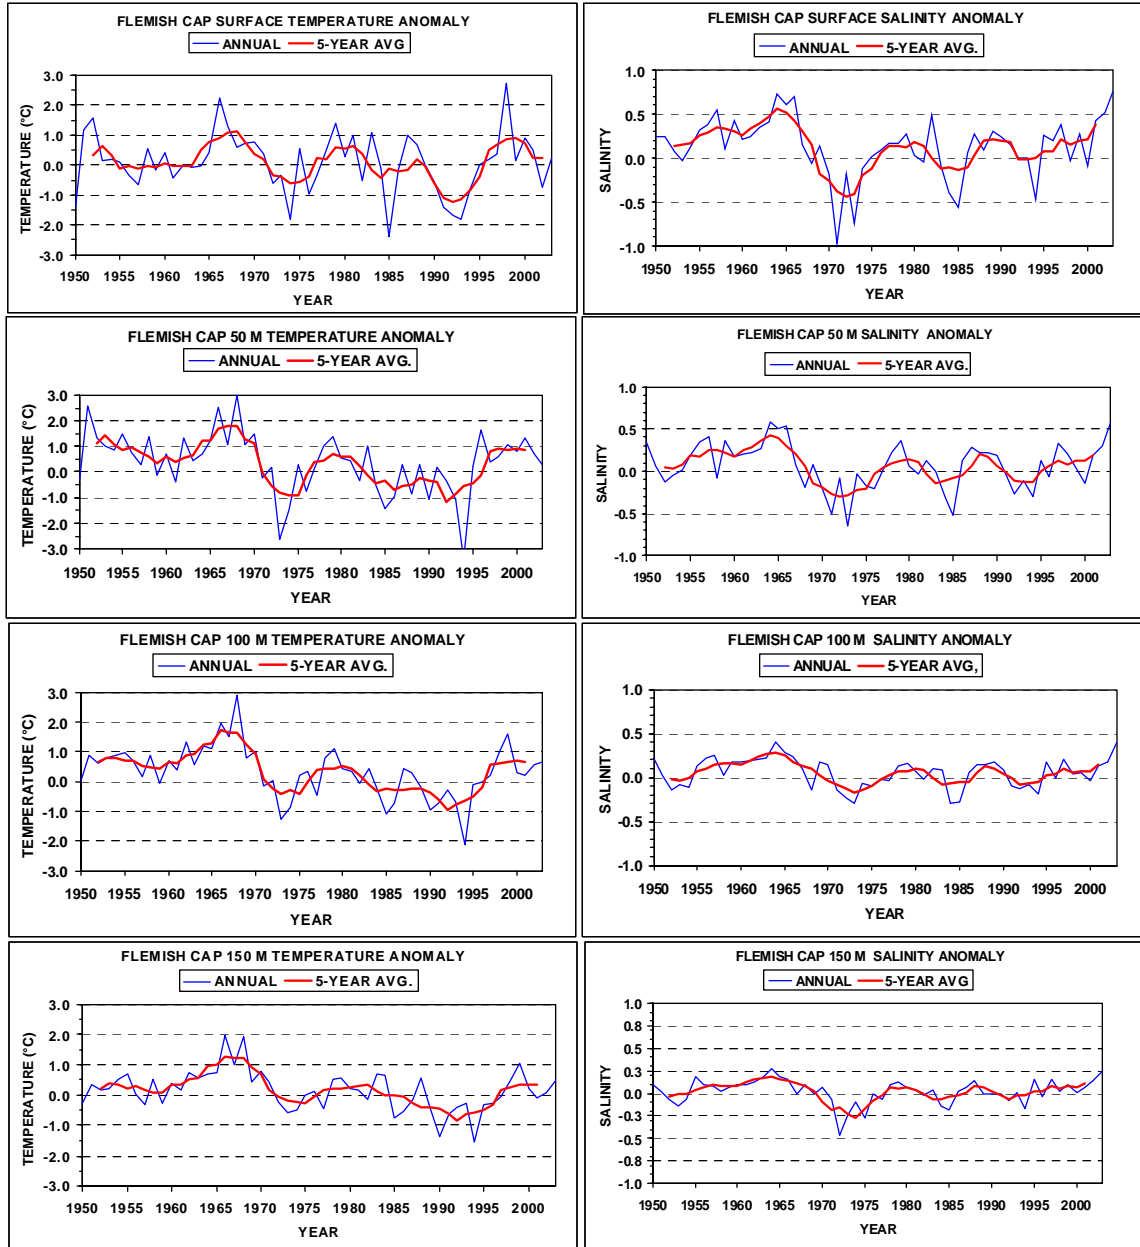 FLEMISH CAP SURFACE TEMPERATURE ANOMALY
ANNUAL 5-YEAR AVG
3.0
2.0
1.0
0.0
-1.0
-2.0
-3.0
TEMPERATURE (°C)
1950 1955 1960 1965 1970 1975 1980 1985 1990 1995 2000
YEAR
FLEMISH CAP SURFACE SALINITY ANOMALY
ANNUAL 5-YEAR AVG.
1.0
0.5
0.0
-0.5
-1.0
SALINITY
1950 1955 1960 1965 1970 1975 1980 1985 1990 1995 2000
YEAR
FLEMISH CAP 50 M TEMPERATURE ANOMALY
ANNUAL 5-YEAR AVG.
3.0
2.0
1.0
0.0
-1.0
-2.0
-3.0
TEMPERATURE (°C)
1950 1955 1960 1965 1970 1975 1980 1985 1990 1995 2000
YEAR
FLEMISH CAP 50 M SALINITY ANOMALY
ANNUAL 5-YEAR AVG.
1.0
0.5
0.0
-0.5
-1.0
SALINITY
1950 1955 1960 1965 1970 1975 1980 1985 1990 1995 2000
YEAR
FLEMISH CAP 100 M TEMPERATURE ANOMALY
ANNUAL 5-YEAR AVG.
3.0
2.0
1.0
0.0
-1.0
-2.0
-3.0
TEMPERATURE (°C)
1950 1955 1960 1965 1970 1975 1980 1985 1990 1995 2000
YEAR
FLEMISH CAP 100 M SALINITY ANOMALY
ANNUAL 5-YEAR AVG,
1.0
0.5
0.0
-0.5
-1.0
SALINITY
1950 1955 1960 1965 1970 1975 1980 1985 1990 1995 2000
YEAR
FLEMISH CAP 150 M TEMPERATURE ANOMALY
ANNUAL 5-YEAR AVG.
3.0
2.0
1.0
0.0
-1.0
-2.0
-3.0
TEMPERATURE (°C)
1950 1955 1960 1965 1970 1975 1980 1985 1990 1995 2000
YEAR
FLEMISH CAP 150 M SALINITY ANOMALY
ANNUAL 5-YEAR AVG
1.0
0.8
0.5
0.3
0.0
-0.3
-0.5
-0.8
-1.0
SALINITY
1950 1955 1960 1965 1970 1975 1980 1985 1990 1995 2000
YEAR